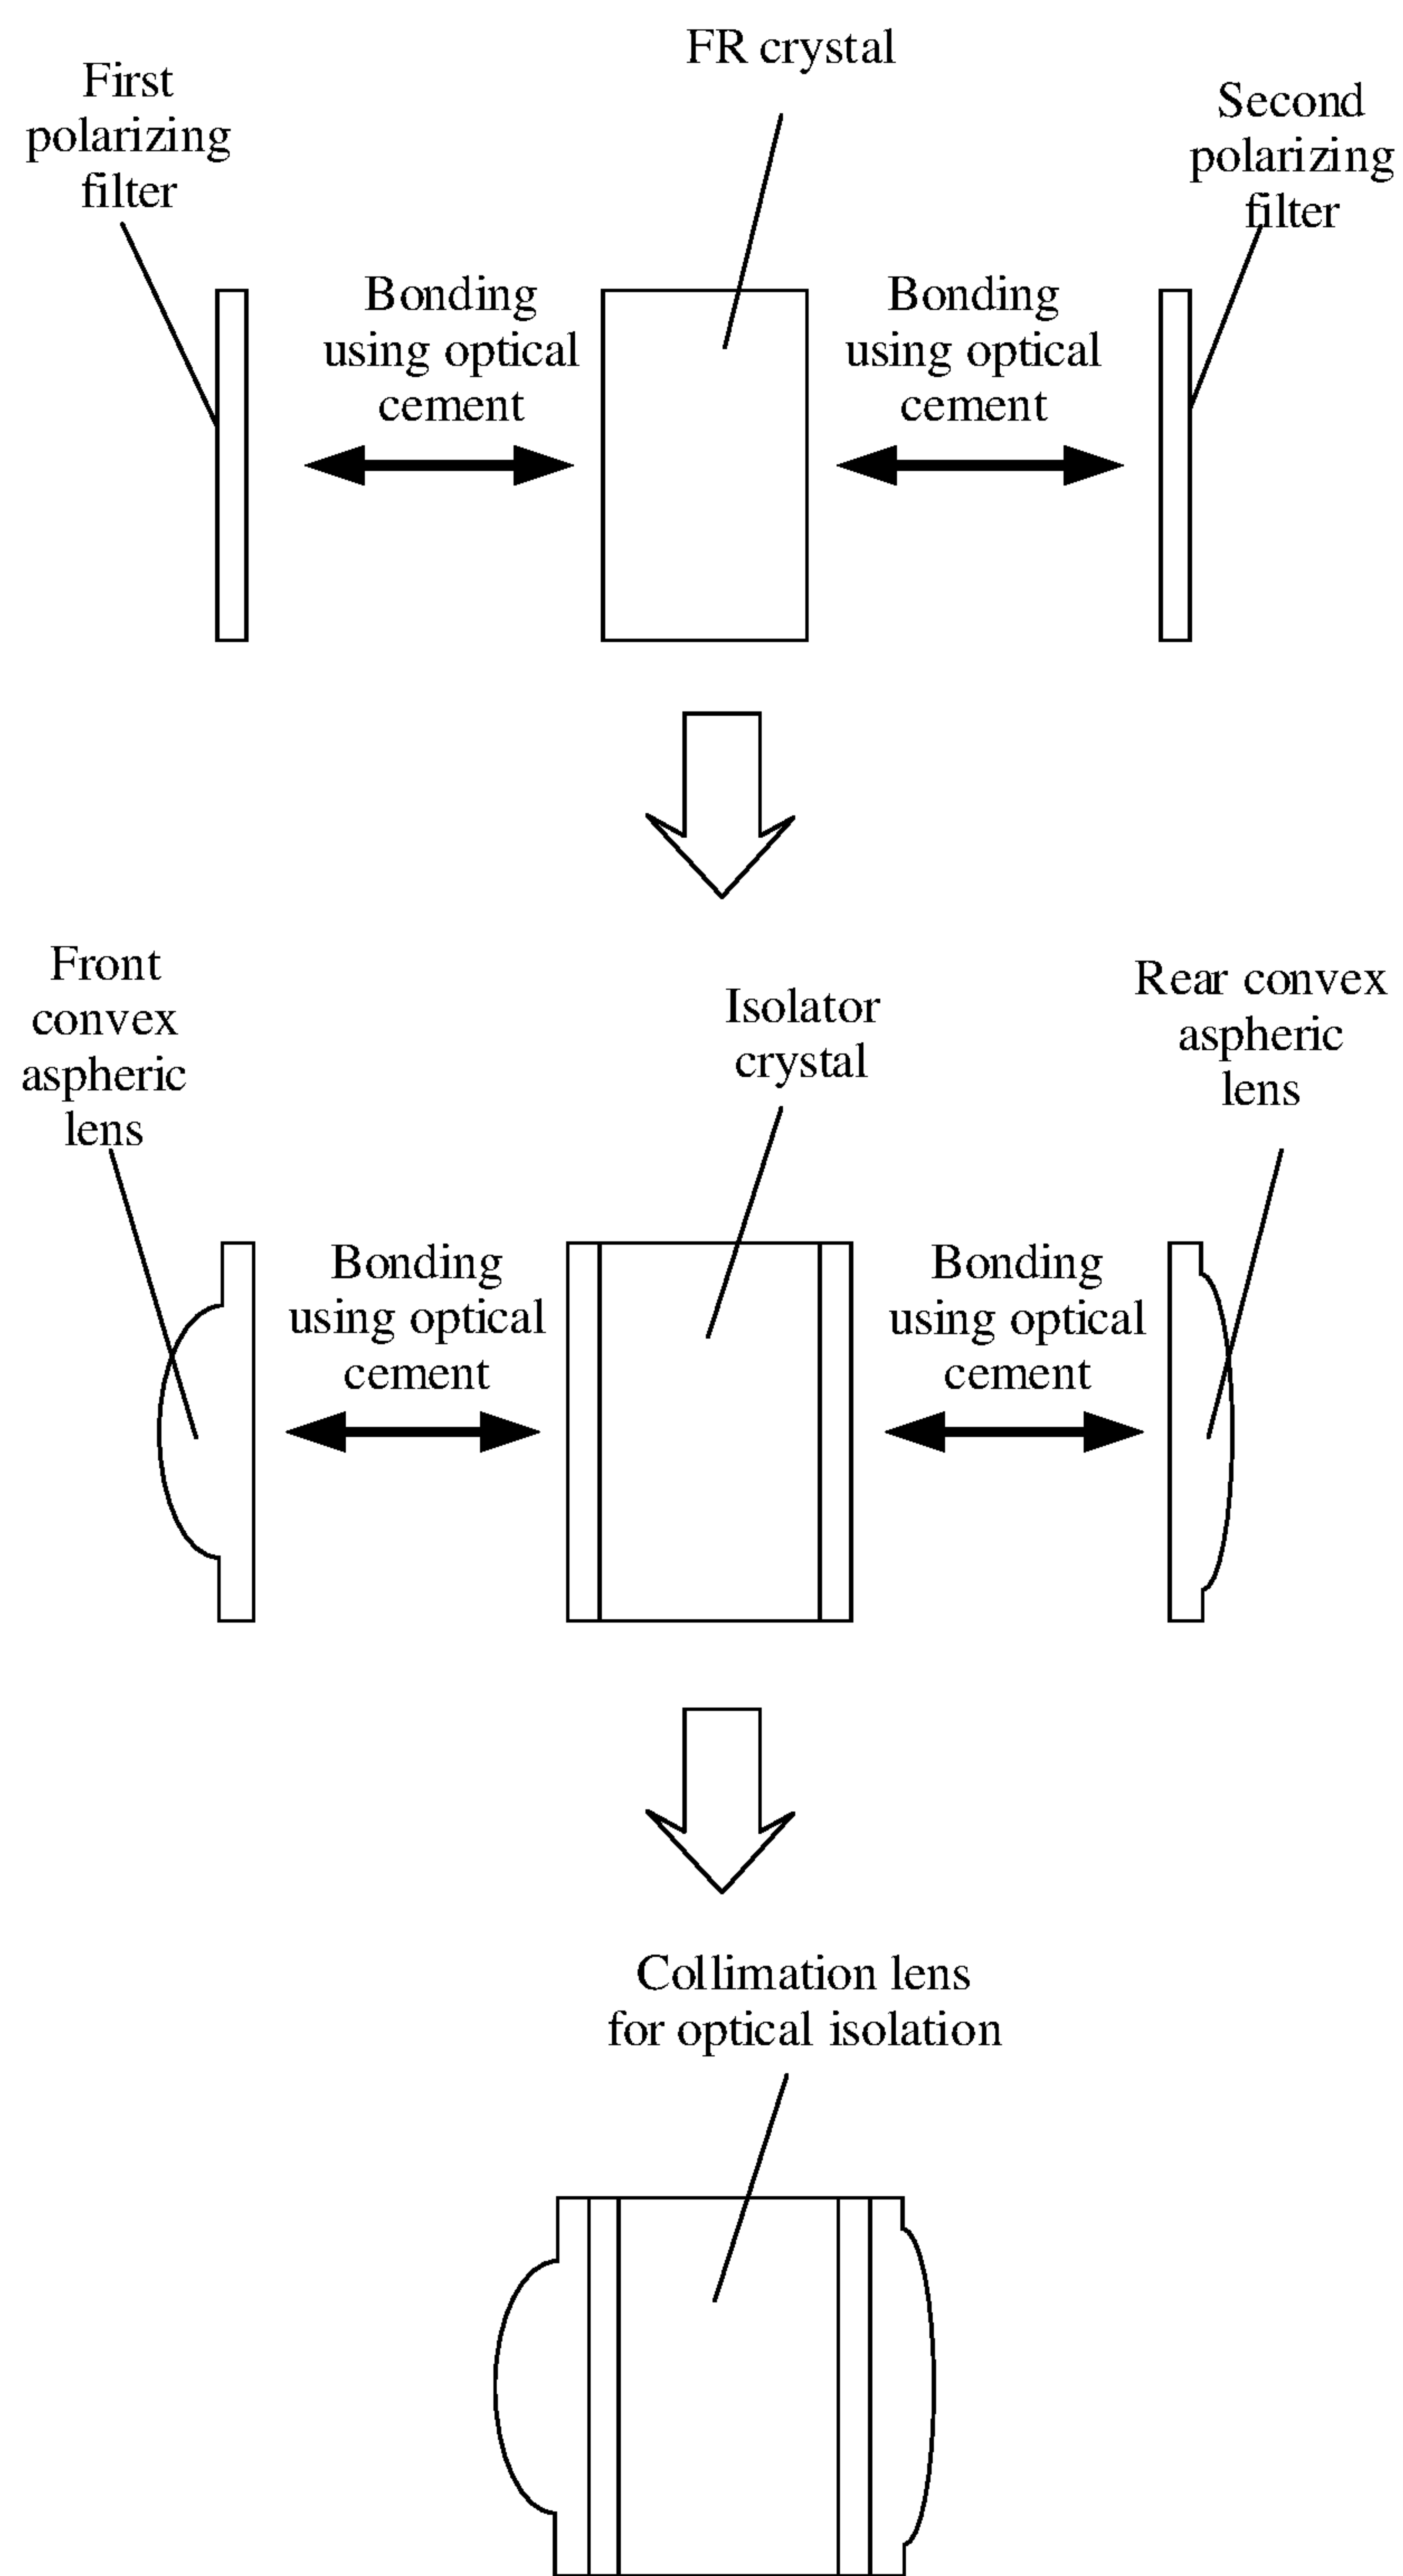 FR crystal
First
polarizing
filter
Second
polarizing
filter
Bonding
using optical
cement
Bonding
using optical
cement
Front
convex
aspheric
lens
Isolator
crystal
Rear convex
aspheric
lens
Bonding
using optical
cement
Bonding
using optical
cement
Collimation lens
for optical isolation